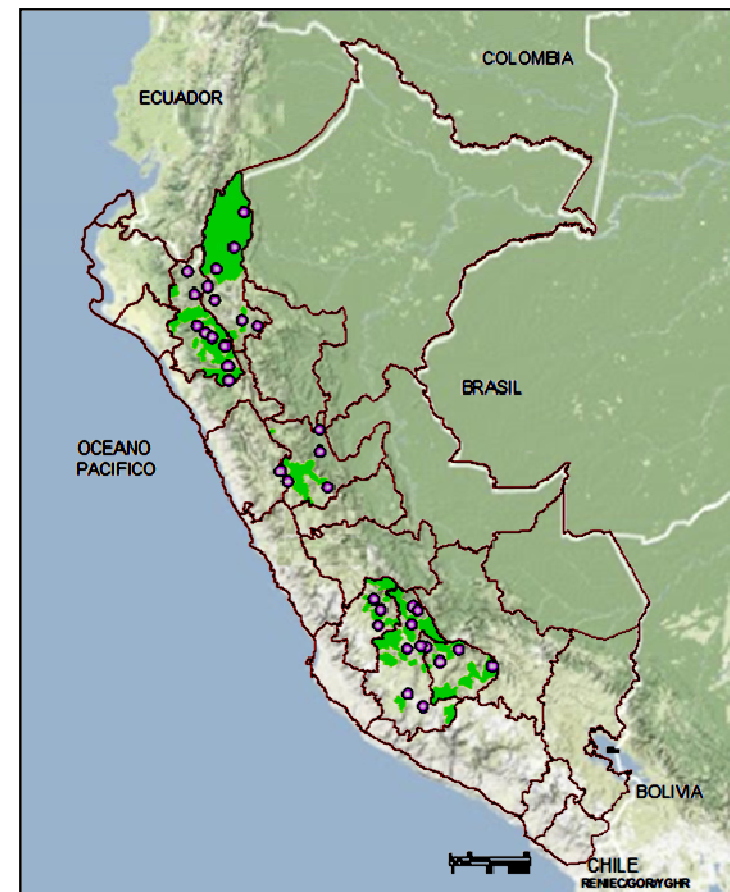 COLOMBIA
ECUADOR
BRASIL
OCEANO
PACIFICO
BOLIVIA
CHILE
RENIEC/GOR/YGHR